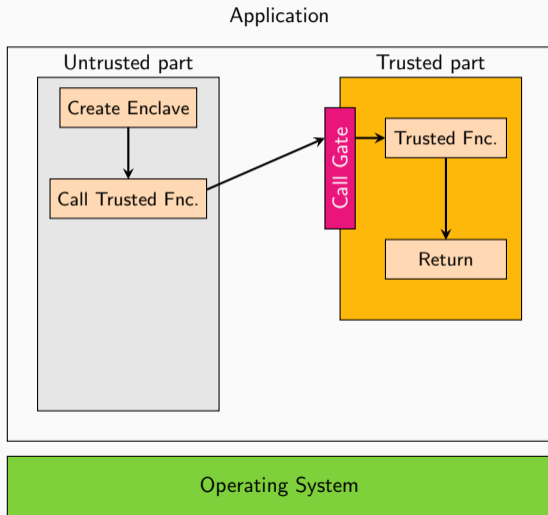 Application
Untrusted part
Trusted part
Create Enclave
Call Trusted Fnc.
Call Gate
Trusted Fnc.
Return
Operating System